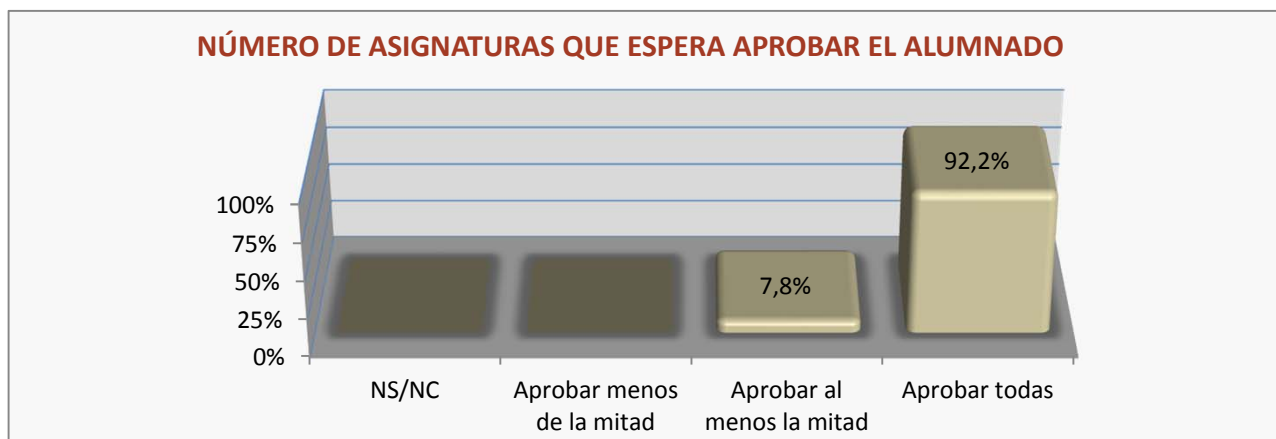 NÚMERO DE ASIGNATURAS QUE ESPERA APROBAR EL ALUMNADO
92,2%
100%
75%
7,8%
50%
25%
0%
NS/NC
Aprobar menos
de la mitad
Aprobar al
menos la mitad
Aprobar todas